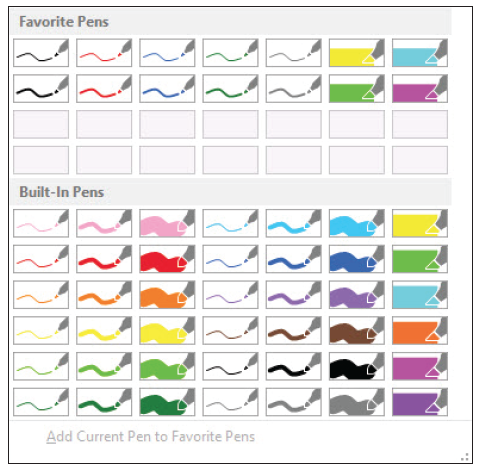 Favorite Pens
Built-In Pens
Add Current Pen to Favorite Pens